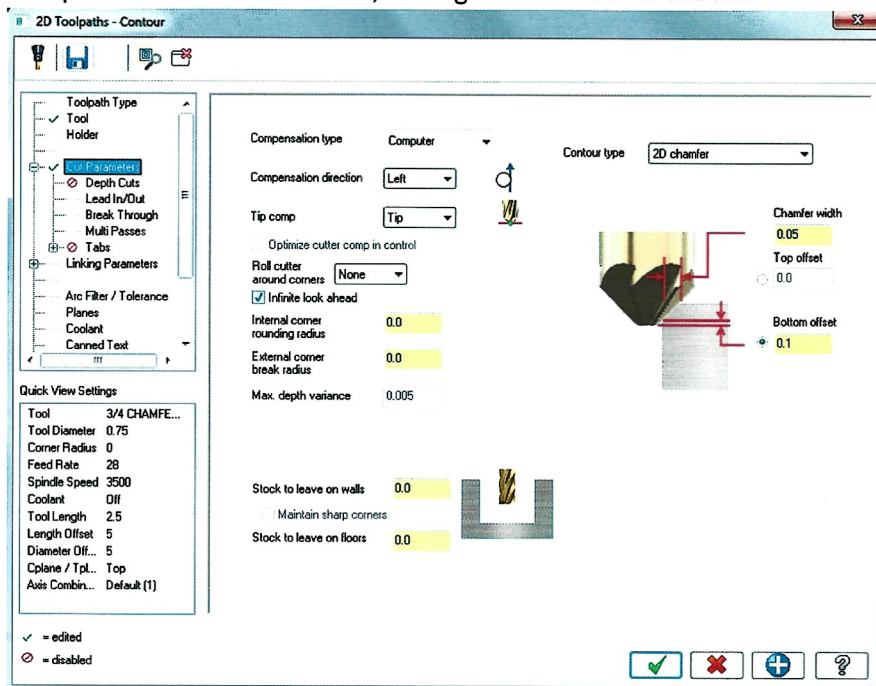 2D Toolpaths - Contour
Toolpath Type
Tool
Holder
Cut Parameters
Depth Cuts
Lead In/Out
Break Through
Multi Passes
Tabs
Linking Parameters
Arc Filter / Tolerance
Planes
Coolant
Canned Text
Quick View Settings
Tool 3/4 CHAMFE...
Tool Diameter 0.75
Corner Radius 0
Feed Rate 28
Spindle Speed 3500
Coolant Off
Tool Length 2.5
Length Offset 5
Diameter Off... 5
Cplane / Tpl... Top
Axis Combin... Default (1)
✓ = edited
⊘ = disabled
Compensation type Computer
Compensation direction Left
Tip comp Tip
Optimize cutter comp in control
Roll cutter
around corners None
Infinite look ahead
Internal corner
rounding radius 0.0
External corner
break radius 0.0
Max. depth variance 0.005
Stock to leave on walls 0.0
Maintain sharp corners
Stock to leave on floors 0.0
Contour type 2D chamfer
Chamfer width
0.05
Top offset
0.0
Bottom offset
0.1